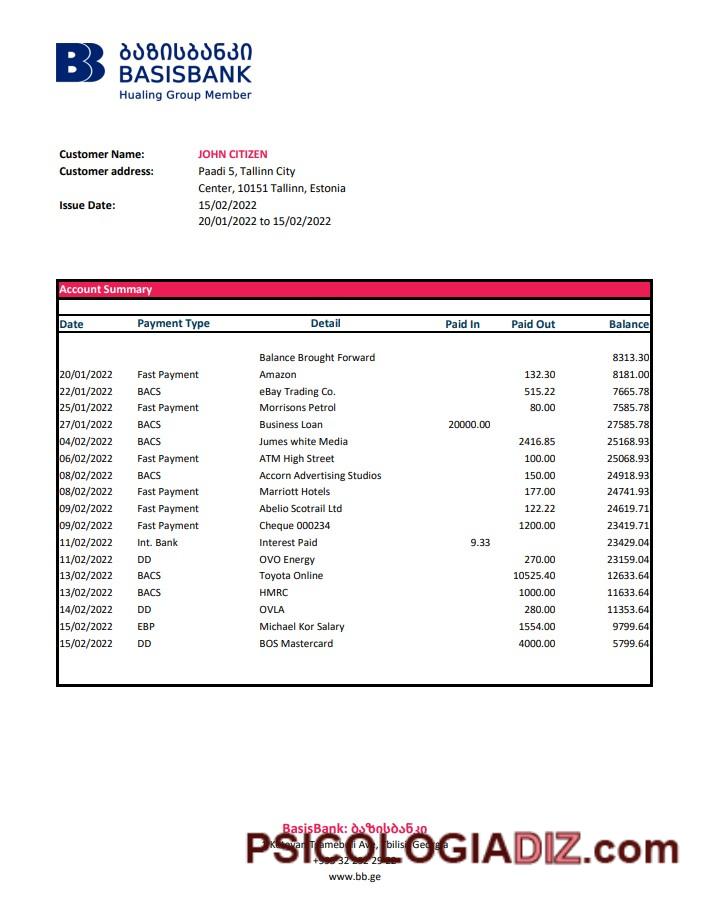 ბაზისბანკი
BASISBANK
Hualing Group Member
Customer Name: JOHN CITIZEN
Customer address: Paadi 5, Tallinn City
Center, 10151 Tallinn, Estonia
Issue Date: 15/02/2022
20/01/2022 to 15/02/2022
Account Summary
Date Payment Type Detail Paid In Paid Out Balance
Balance Brought Forward 8313.30
20/01/2022 Fast Payment Amazon 132.30 8181.00
22/01/2022 BACS eBay Trading Co. 515.22 7665.78
25/01/2022 Fast Payment Morrisons Petrol 80.00 7585.78
27/01/2022 BACS Business Loan 20000.00 27585.78
04/02/2022 BACS Jumes white Media 2416.85 25168.93
06/02/2022 Fast Payment ATM High Street 100.00 25068.93
08/02/2022 BACS Accorn Advertising Studios 150.00 24918.93
08/02/2022 Fast Payment Marriott Hotels 177.00 24741.93
09/02/2022 Fast Payment Abelio Scotrail Ltd 122.22 24619.71
09/02/2022 Fast Payment Cheque 000234 1200.00 23419.71
11/02/2022 Int. Bank Interest Paid 9.33 23429.04
11/02/2022 DD OVO Energy 270.00 23159.04
13/02/2022 BACS Toyota Online 10525.40 12633.64
13/02/2022 BACS HMRC 1000.00 11633.64
14/02/2022 DD OVLA 280.00 11353.64
15/02/2022 EBP Michael Kor Salary 1554.00 9799.64
15/02/2022 DD BOS Mastercard 4000.00 5799.64
BasisBank: ბაზისბანკი
Ave, Georgia
PSICOLOGIADIZ.com
www.bb.ge